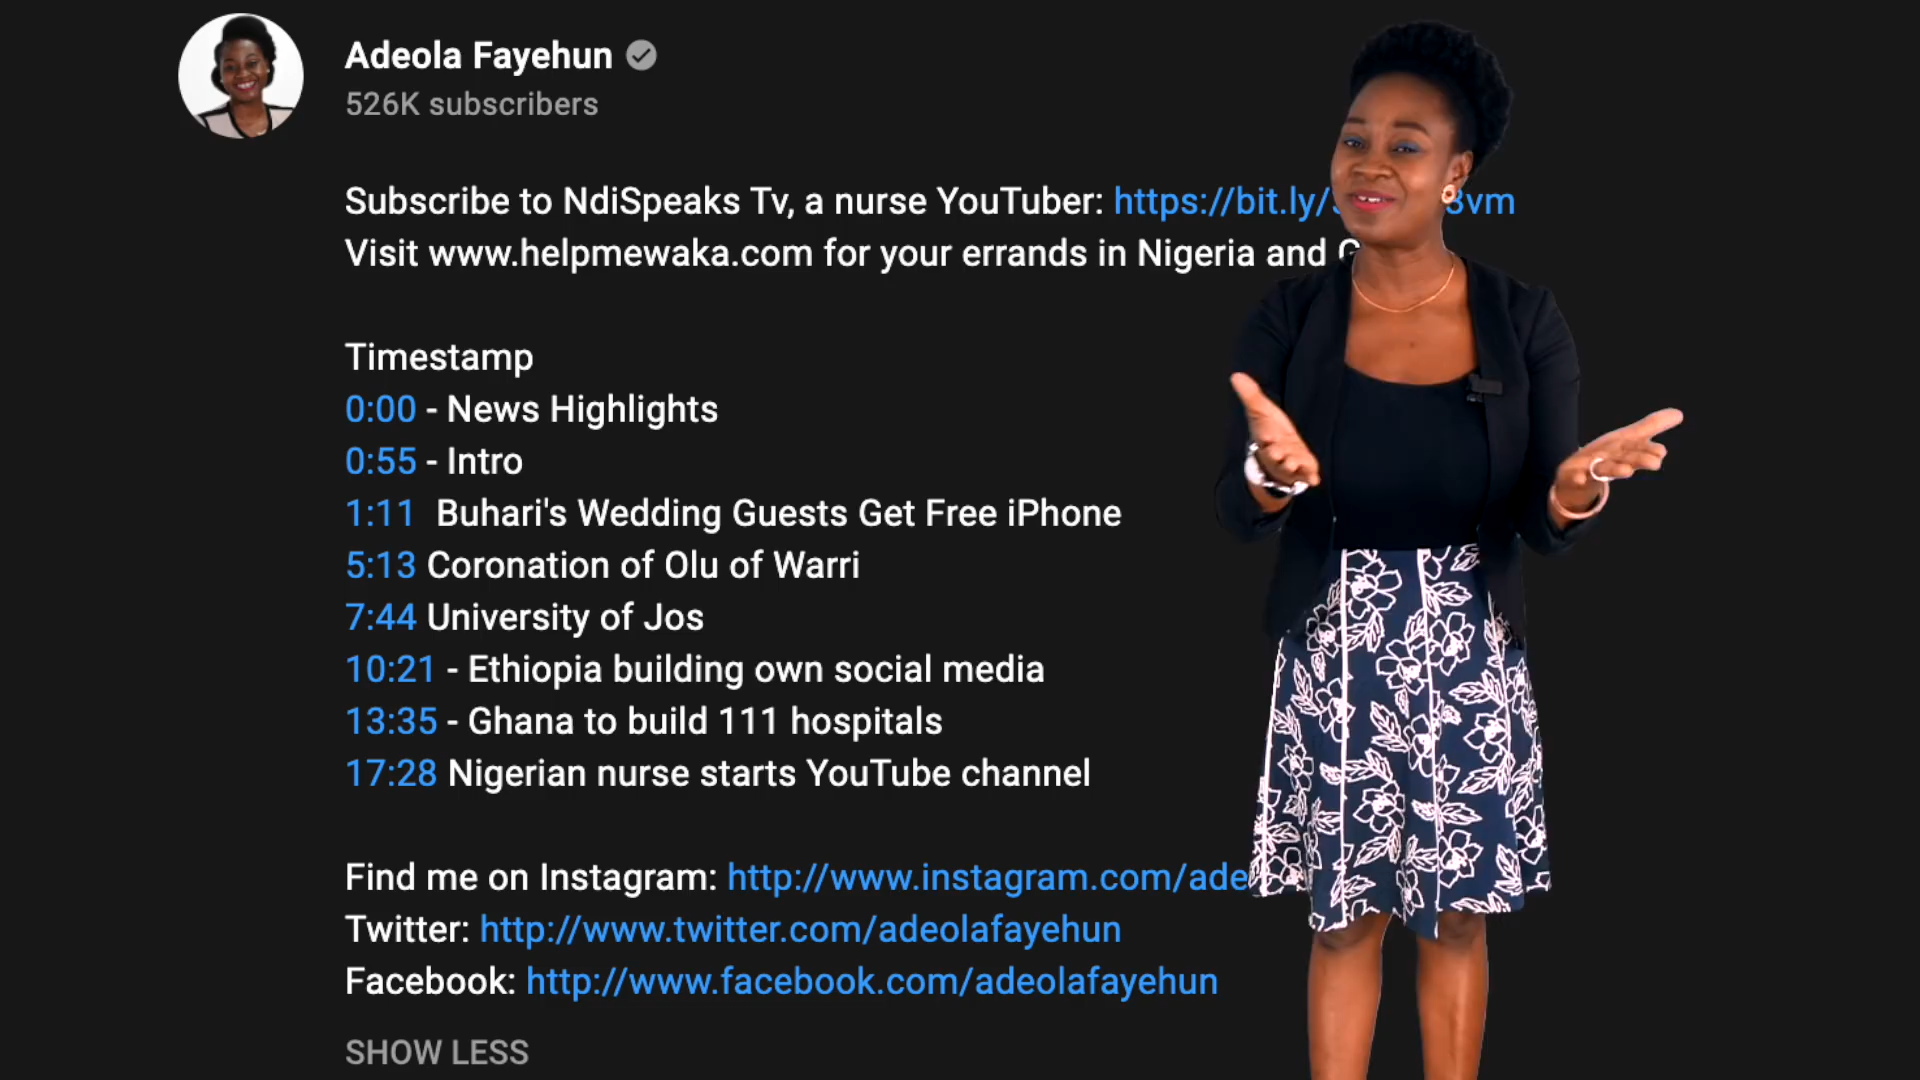 Adeola Fayehun
526K subscribers
Subscribe to NdiSpeaks Tv, a nurse YouTuber: https://bit.ly/
Visit www.helpmewaka.com for your errands in Nigeria and
Timestamp
0:00 - News Highlights
0:55 - Intro
1:11 Buhari's Wedding Guests Get Free iPhone
5:13 Coronation of Olu of Warri
7:44 University of Jos
10:21 - Ethiopia building own social media
13:35 - Ghana to build 111 hospitals
17:28 Nigerian nurse starts YouTube channel
Find me on Instagram: http://www.instagram.com/ade
Twitter: http://www.twitter.com/adeolafayehun
Facebook: http://www.facebook.com/adeolafayehun
SHOW LESS